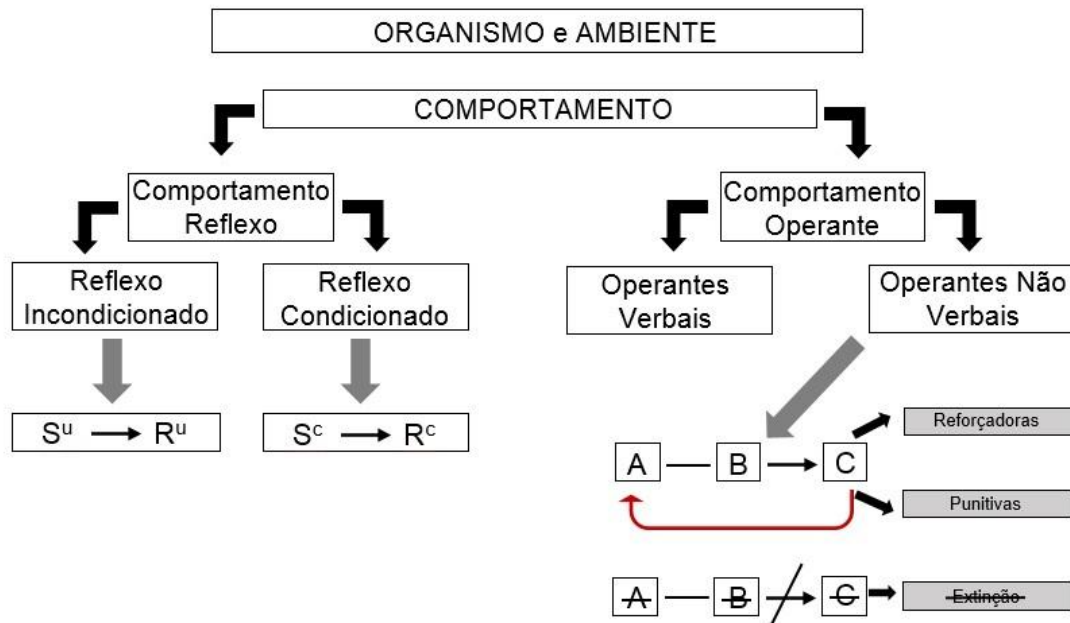 ORGANISMO e AMBIENTE
COMPORTAMENTO
Comportamento
Reflexo
Comportamento
Operante
Reflexo
Incondicionado
Reflexo
Condicionado
Operantes
Verbais
Operantes Não
Verbais
Sᵘ → Rᵘ
Sᶜ → Rᶜ
Reforçadoras
A — B → C
Punitivas
A — B → C
Extinção